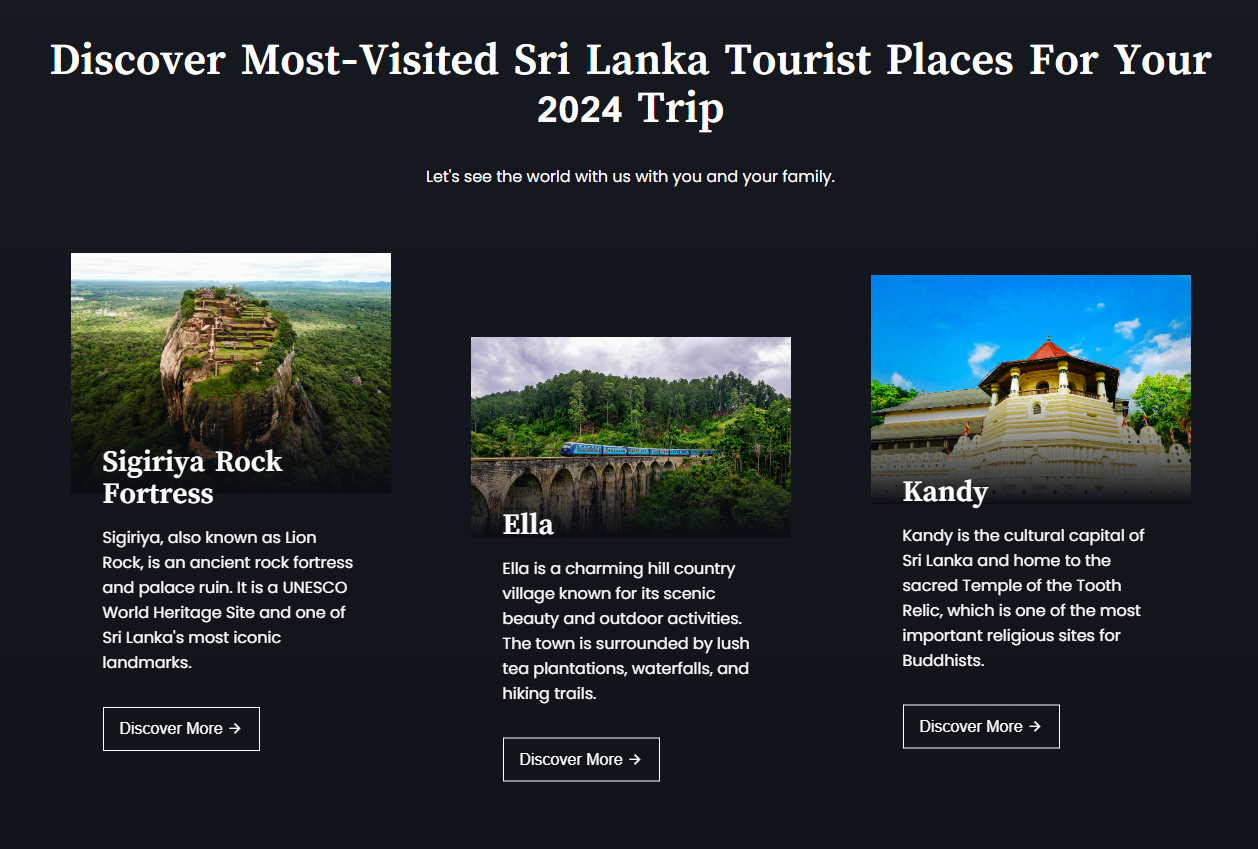 Discover Most-Visited Sri Lanka Tourist Places For Your
2024 Trip
Let's see the world with us with you and your family.
Sigiriya Rock
Fortress
Sigiriya, also known as Lion
Rock, is an ancient rock fortress
and palace ruin. It is a UNESCO
World Heritage Site and one of
Sri Lanka's most iconic
landmarks.
Discover More →
Ella
Ella is a charming hill country
village known for its scenic
beauty and outdoor activities.
The town is surrounded by lush
tea plantations, waterfalls, and
hiking trails.
Discover More →
Kandy
Kandy is the cultural capital of
Sri Lanka and home to the
sacred Temple of the Tooth
Relic, which is one of the most
important religious sites for
Buddhists.
Discover More →